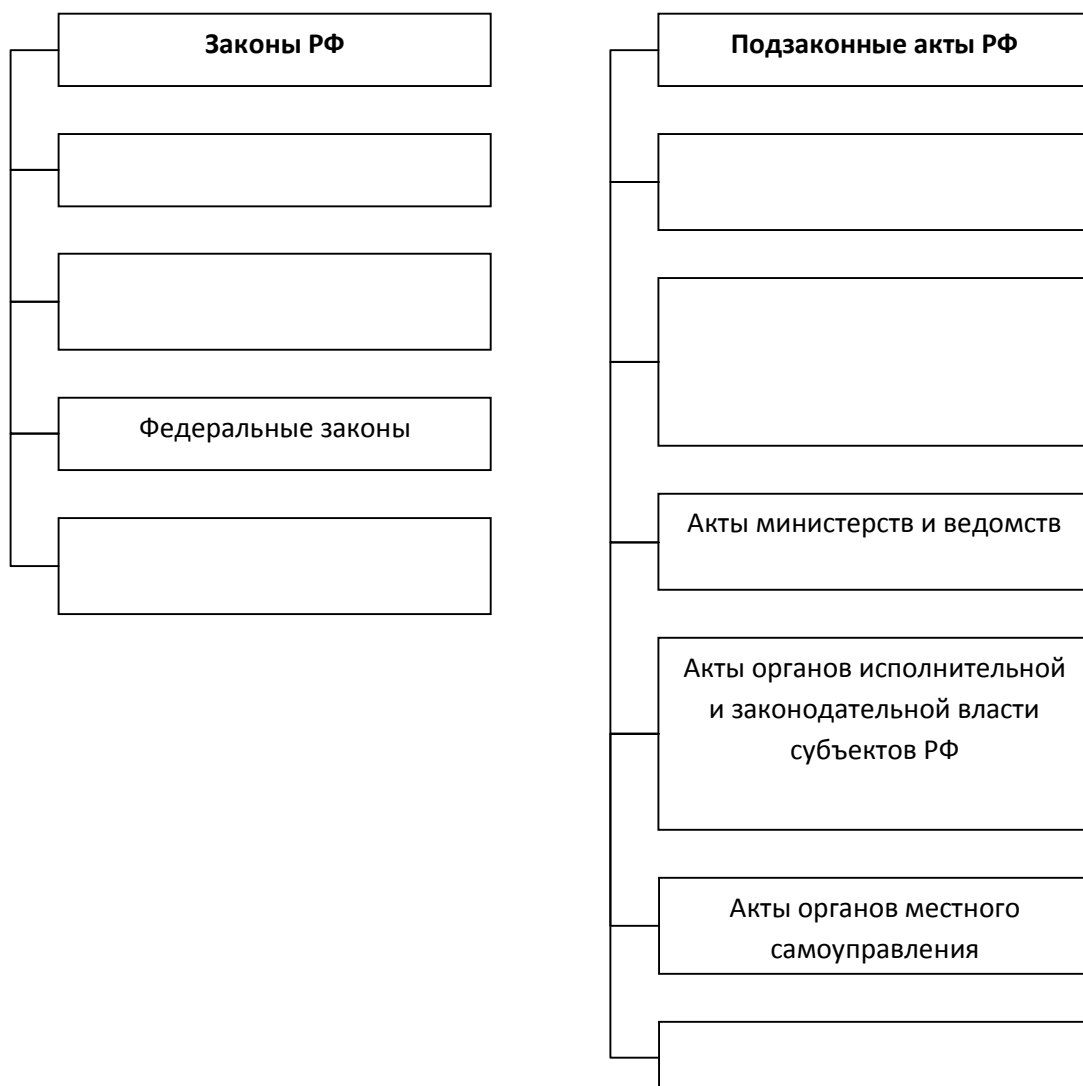 Законы РФ
Федеральные законы
Подзаконные акты РФ
Акты министерств и ведомств
Акты органов исполнительной
и законодательной власти
субъектов РФ
Акты органов местного
самоуправления